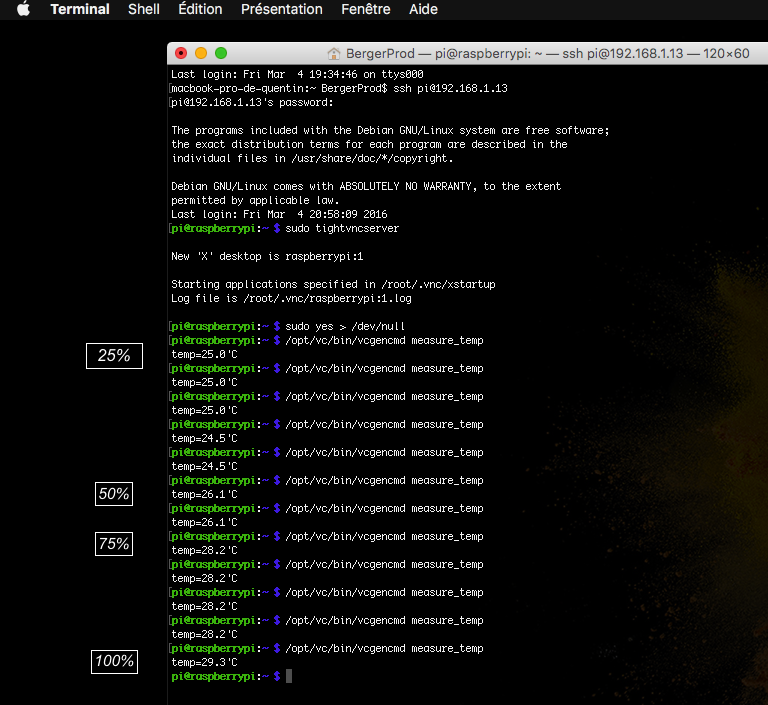 Terminal Shell Édition Présentation Fenêtre Aide
BergerProd — pi@raspberrypi: ~ — ssh pi@192.168.1.13 — 120×60
Last login: Fri Mar  4 19:34:46 on ttys000
[macbook-pro-de-quentin:~ BergerProd$ ssh pi@192.168.1.13
[pi@192.168.1.13's password:
The programs included with the Debian GNU/Linux system are free software;
the exact distribution terms for each program are described in the
individual files in /usr/share/doc/*/copyright.
Debian GNU/Linux comes with ABSOLUTELY NO WARRANTY, to the extent
permitted by applicable law.
Last login: Fri Mar  4 20:58:09 2016
[pi@raspberrypi:~ $ sudo tightvncserver
New 'X' desktop is raspberrypi:1
Starting applications specified in /root/.vnc/xstartup
Log file is /root/.vnc/raspberrypi:1.log
[pi@raspberrypi:~ $ sudo yes > /dev/null
[pi@raspberrypi:~ $ /opt/vc/bin/vcgencmd measure_temp
25%
temp=25.0'C
[pi@raspberrypi:~ $ /opt/vc/bin/vcgencmd measure_temp
temp=25.0'C
[pi@raspberrypi:~ $ /opt/vc/bin/vcgencmd measure_temp
temp=25.0'C
[pi@raspberrypi:~ $ /opt/vc/bin/vcgencmd measure_temp
temp=24.5'C
[pi@raspberrypi:~ $ /opt/vc/bin/vcgencmd measure_temp
temp=24.5'C
[pi@raspberrypi:~ $ /opt/vc/bin/vcgencmd measure_temp
50%
temp=26.1'C
[pi@raspberrypi:~ $ /opt/vc/bin/vcgencmd measure_temp
temp=26.1'C
[pi@raspberrypi:~ $ /opt/vc/bin/vcgencmd measure_temp
75%
temp=28.2'C
[pi@raspberrypi:~ $ /opt/vc/bin/vcgencmd measure_temp
temp=28.2'C
[pi@raspberrypi:~ $ /opt/vc/bin/vcgencmd measure_temp
temp=28.2'C
[pi@raspberrypi:~ $ /opt/vc/bin/vcgencmd measure_temp
temp=28.2'C
[pi@raspberrypi:~ $ /opt/vc/bin/vcgencmd measure_temp
100%
temp=29.3'C
pi@raspberrypi:~ $